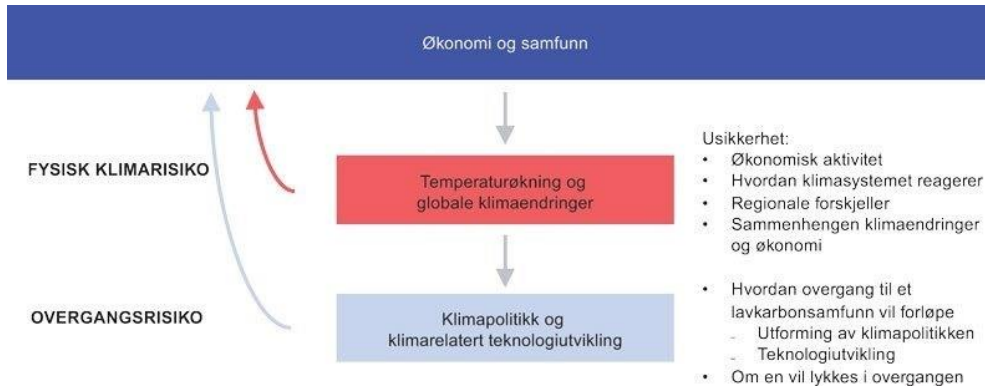 Økonomi og samfunn
FYSISK KLIMARISIKO
Temperaturøkning og
globale klimaendringer
Usikkerhet:
• Økonomisk aktivitet
• Hvordan klimasystemet reagerer
• Regionale forskjeller
• Sammenhengen klimaendringer
og økonomi
OVERGANGSRISIKO
Klimapolitikk og
klimarelatert teknologiutvikling
• Hvordan overgang til et
lavkarbonsamfunn vil forløpe
- Utforming av klimapolitikken
- Teknologiutvikling
• Om en vil lykkes i overgangen